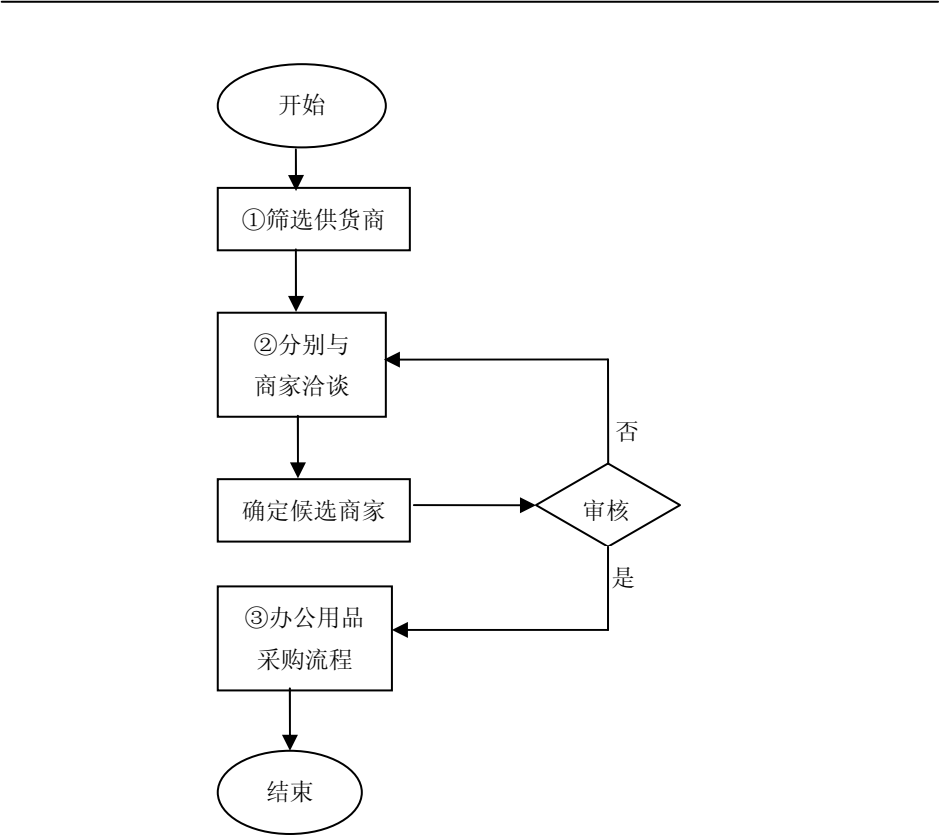 开始
①筛选供货商
②分别与
商家洽谈
否
确定候选商家
审核
是
③办公用品
采购流程
结束